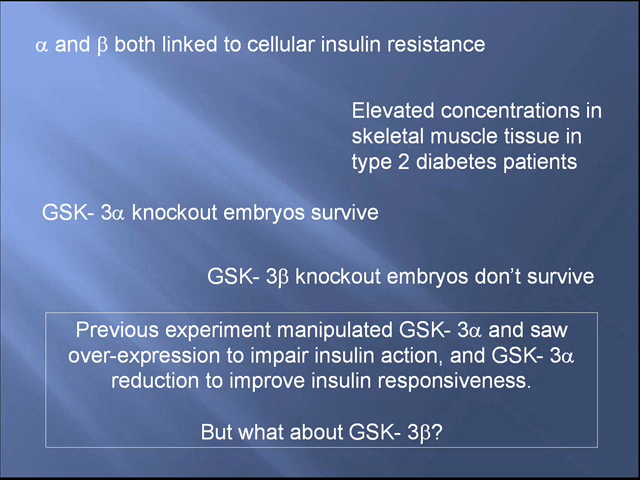 α and β both linked to cellular insulin resistance
Elevated concentrations in
skeletal muscle tissue in
type 2 diabetes patients
GSK- 3α knockout embryos survive
GSK- 3β knockout embryos don’t survive
Previous experiment manipulated GSK- 3α and saw
over-expression to impair insulin action, and GSK- 3α
reduction to improve insulin responsiveness.
But what about GSK- 3β?